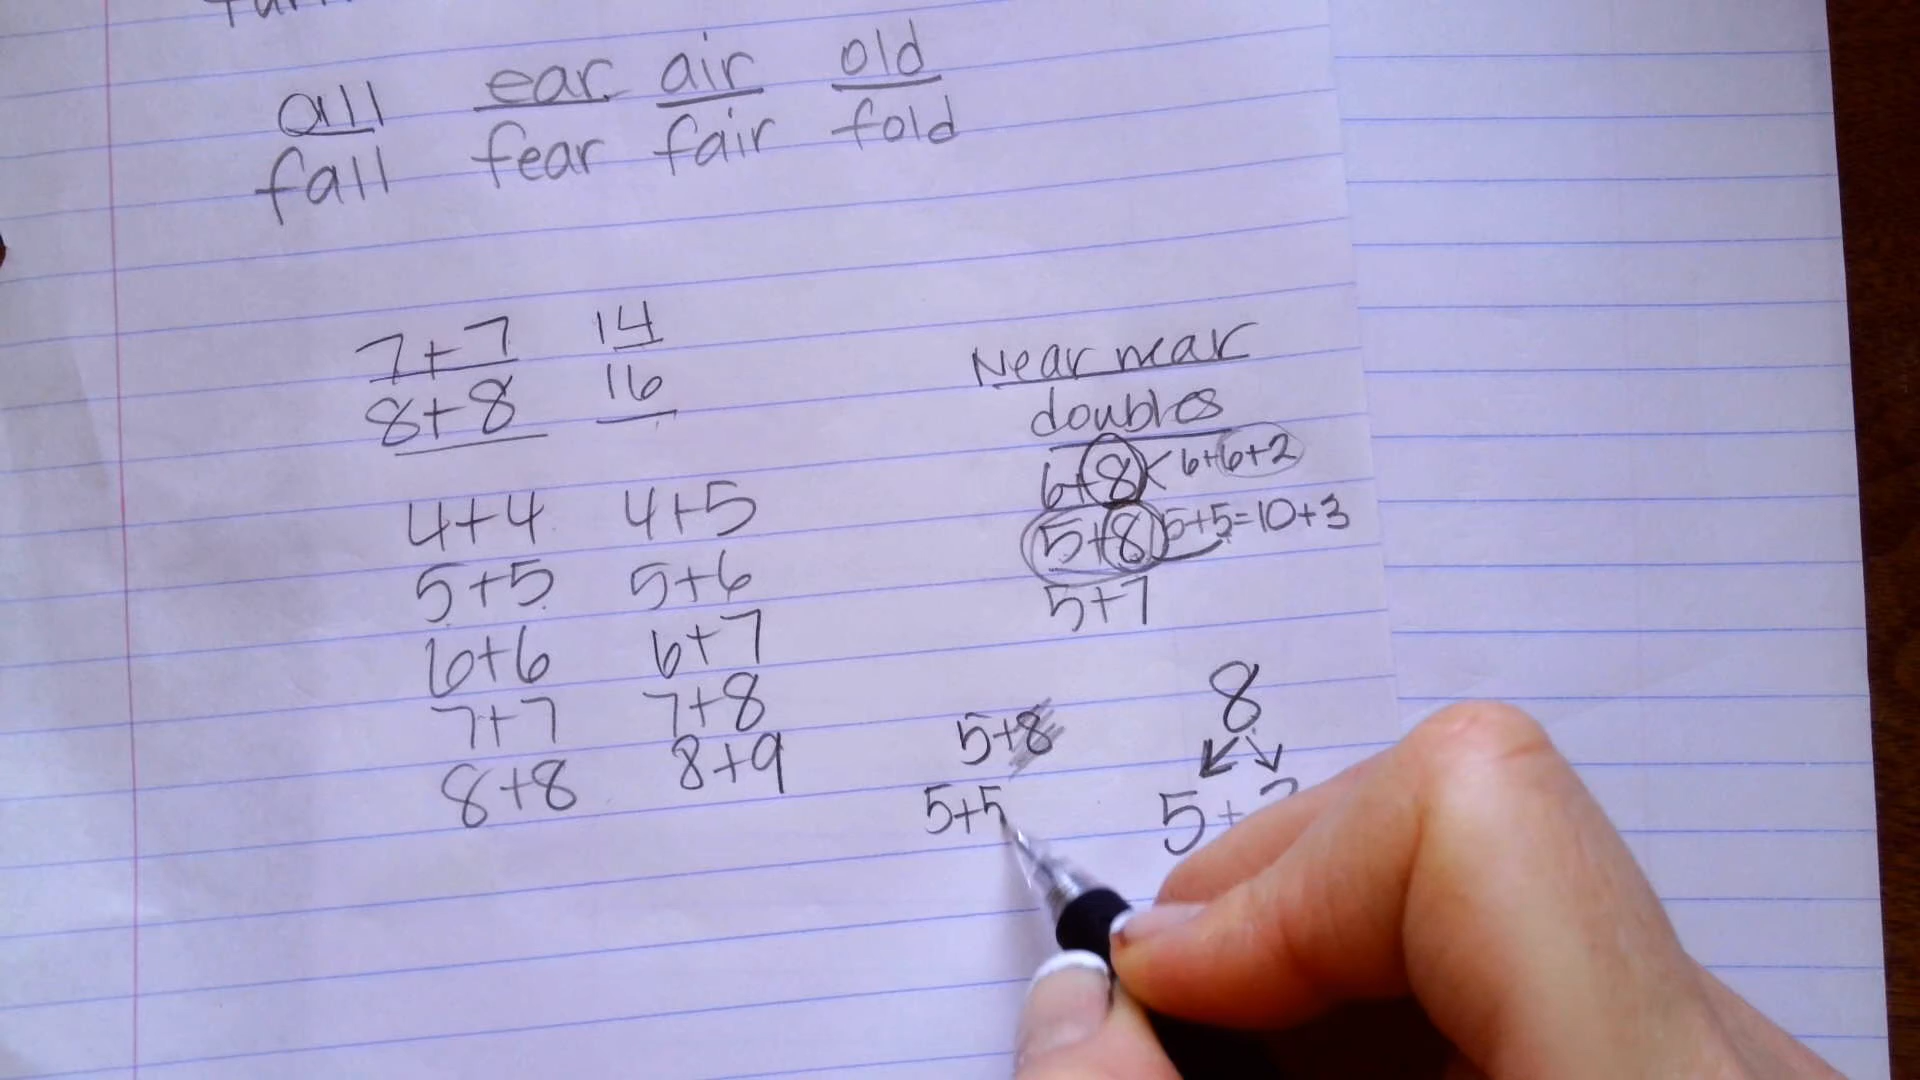 all ear air old
fall fear fair fold
7+7 14
8+8 16
Near near
doubles
6+8 < 6+6+2
5+8 5+5=10+3
5+7
4+4 4+5
5+5 5+6
6+6 6+7
7+7 7+8
8+8 8+9
5+8
5+5
8
5+